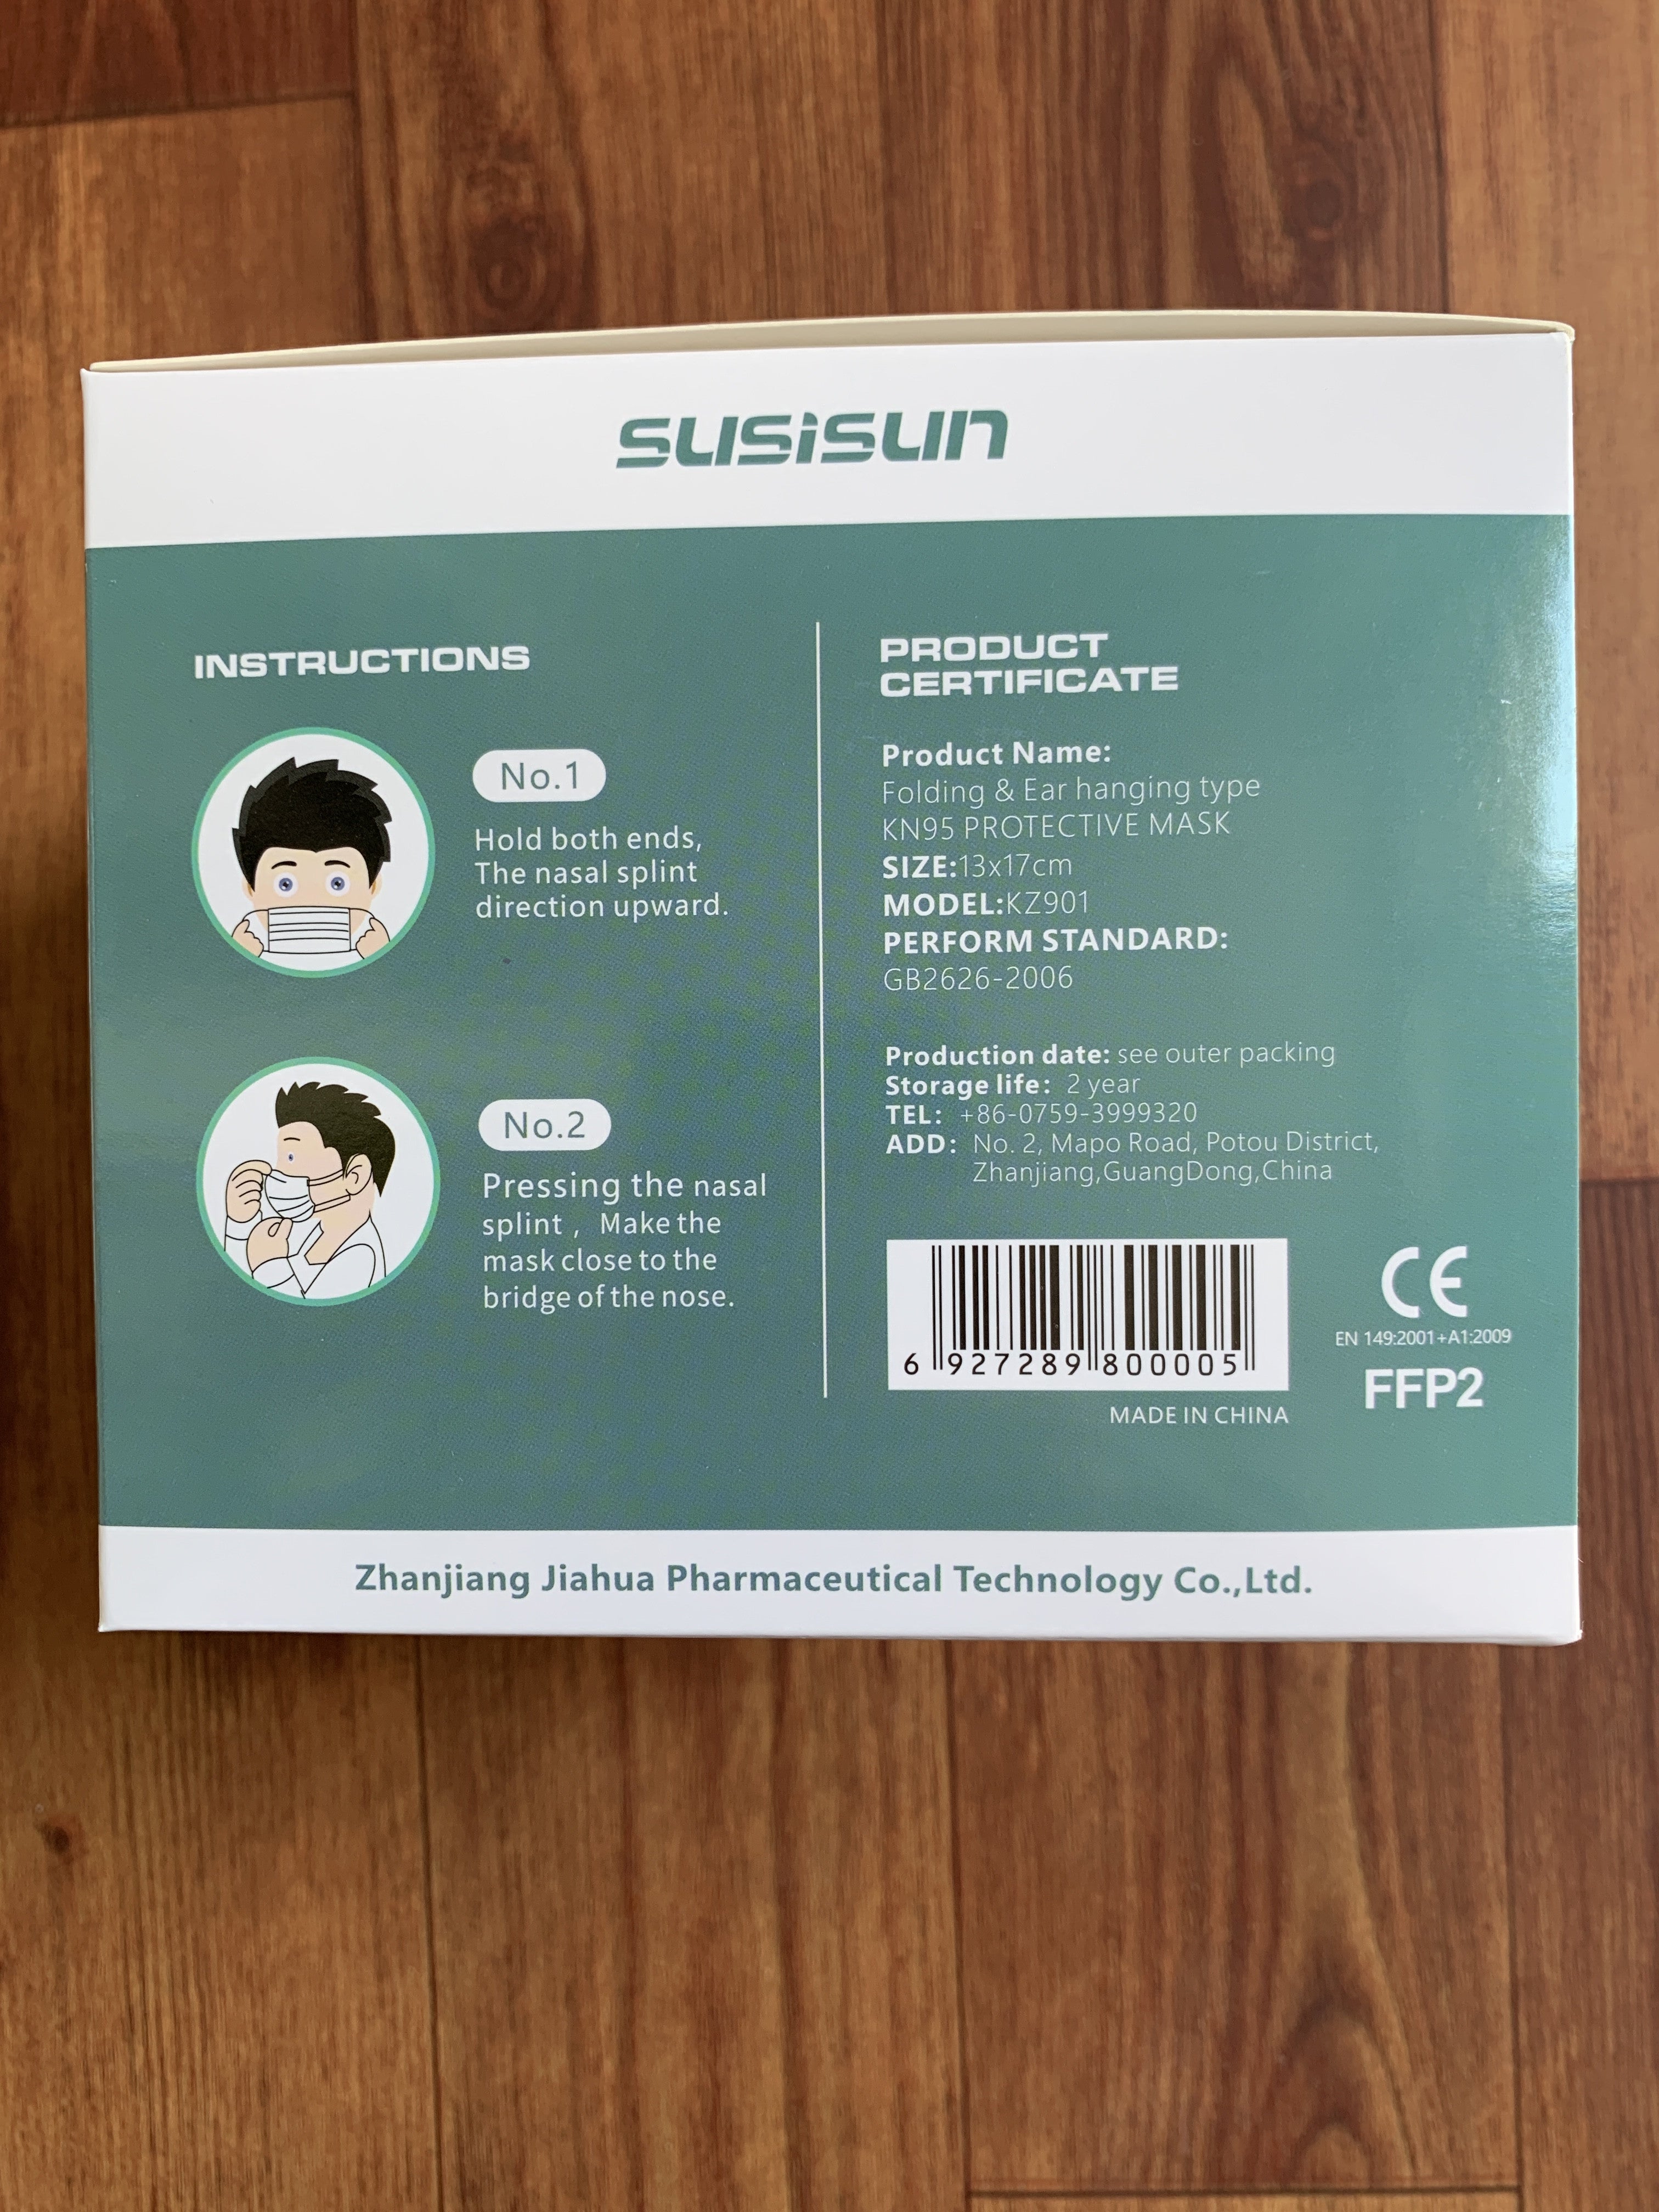 SUSISUN
INSTRUCTIONS
No.1
Hold both ends,
The nasal splint
direction upward.
No.2
Pressing the nasal
splint , Make the
mask close to the
bridge of the nose.
PRODUCT
CERTIFICATE
Product Name:
Folding & Ear hanging type
KN95 PROTECTIVE MASK
SIZE:13x17cm
MODEL:KZ901
PERFORM STANDARD:
GB2626-2006
Production date: see outer packing
Storage life: 2 year
TEL: +86-0759-3999320
ADD: No. 2, Mapo Road, Potou District,
Zhanjiang,GuangDong,China
6 927289 800005
MADE IN CHINA
CE
EN 149:2001+A1:2009
FFP2
Zhanjiang Jiahua Pharmaceutical Technology Co.,Ltd.